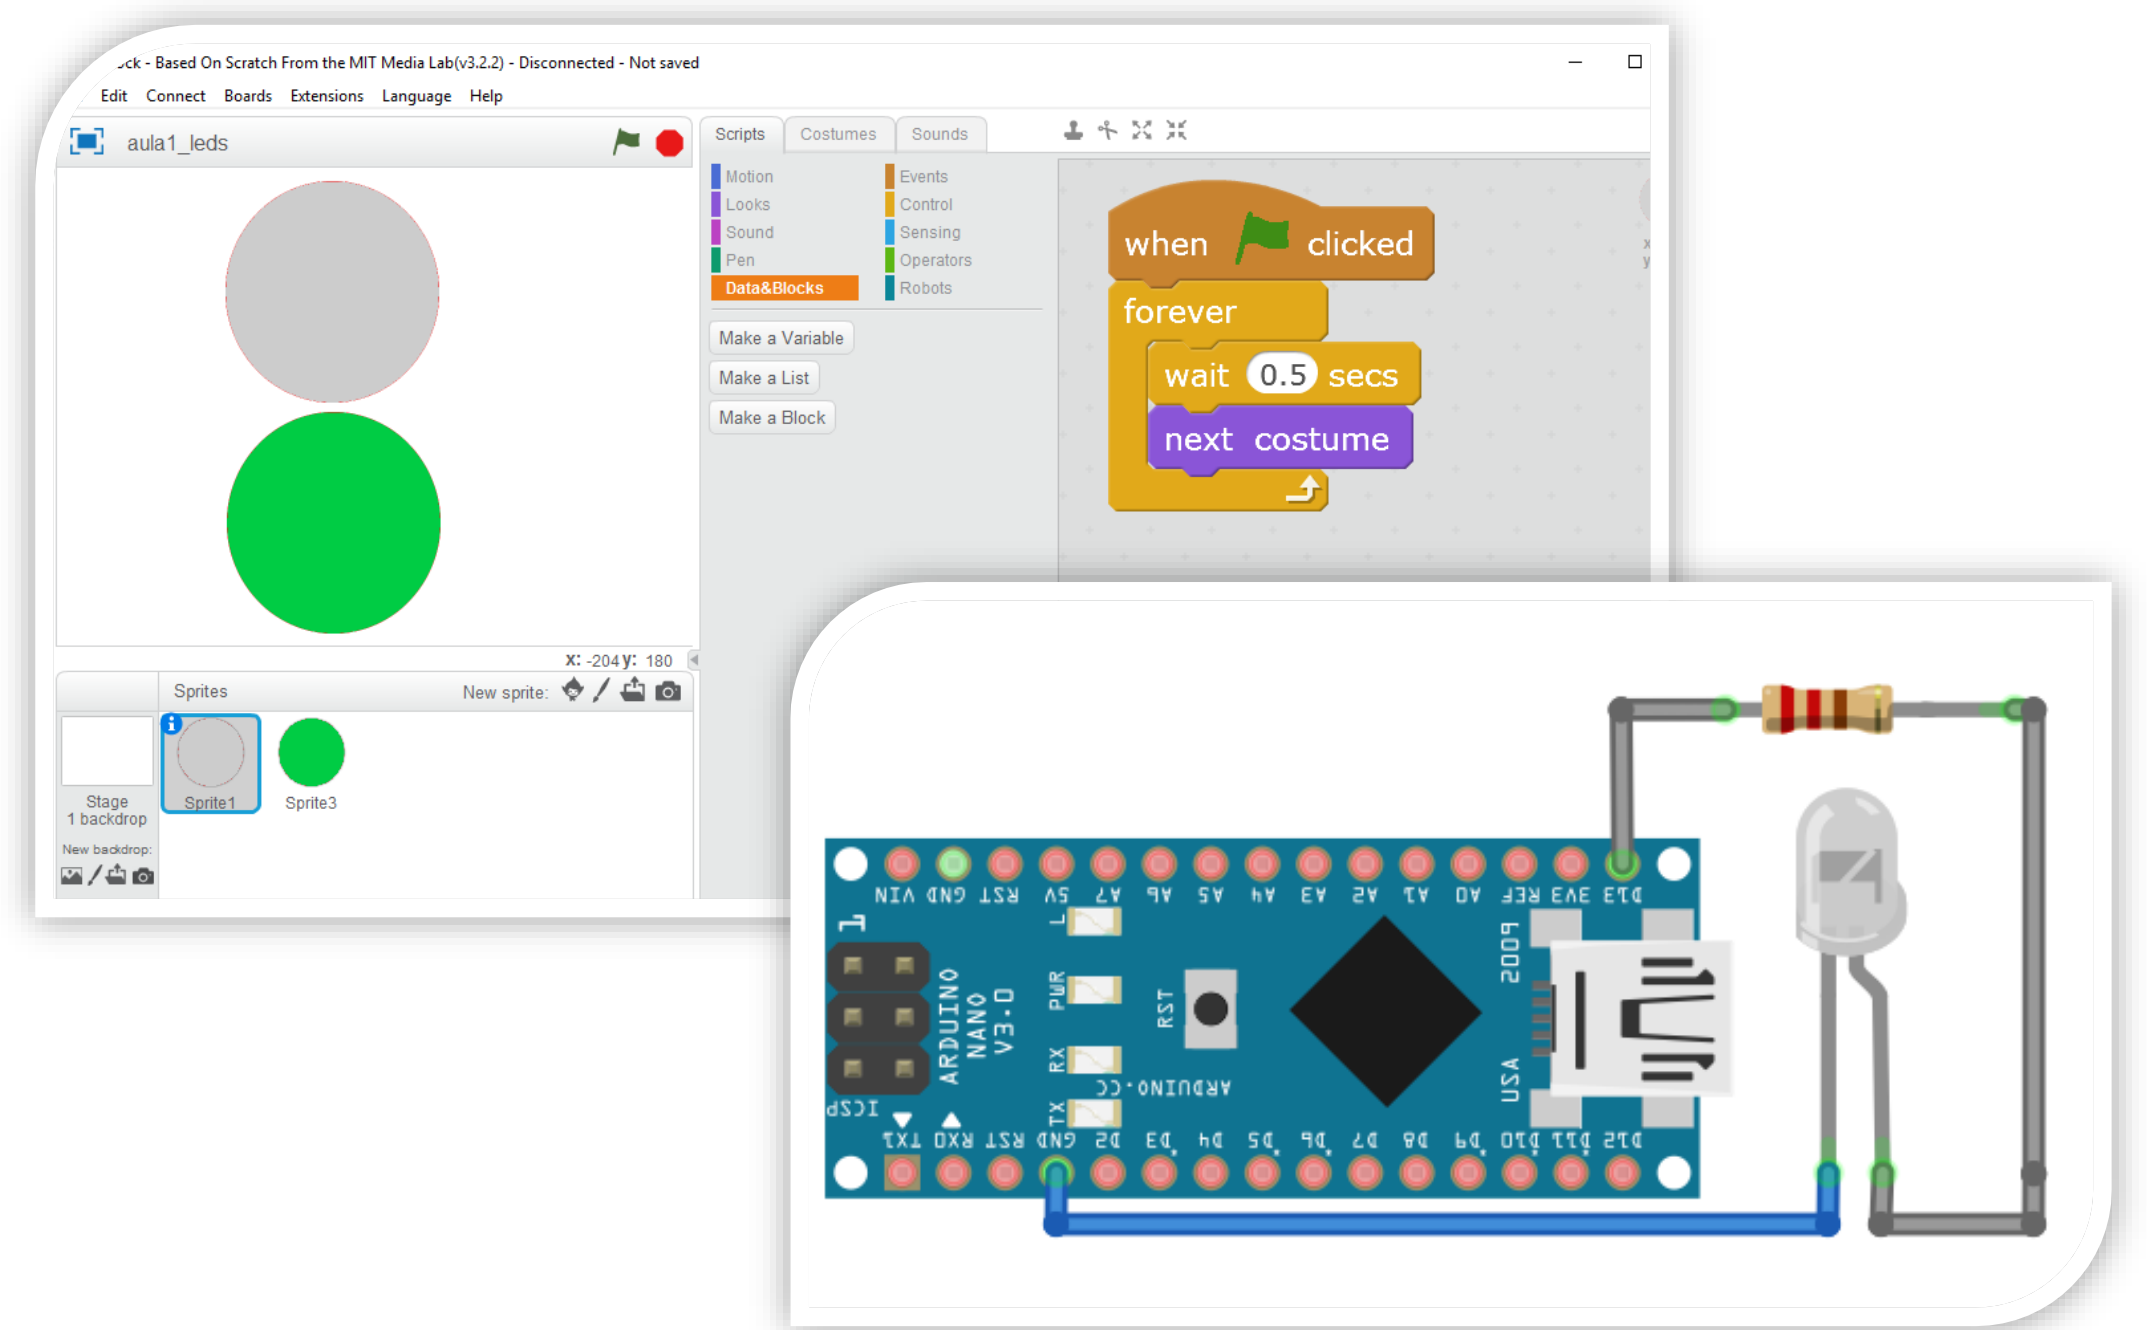 ock - Based On Scratch From the MIT Media Lab(v3.2.2) - Disconnected - Not saved
Edit Connect Boards Extensions Language Help
aula1_leds
Scripts Costumes Sounds
Motion Events
Looks Control
Sound Sensing
Pen Operators
Data&Blocks Robots
Make a Variable
Make a List
Make a Block
when clicked
forever
wait 0.5 secs
next costume
x
y
x: -204 y: 180
Sprites New sprite:
Stage
1 backdrop
New backdrop:
Sprite1 Sprite3
VIN GND RST 5V A7 A6 A5 A4 A3 A2 A1 A0 REF 3V3 D13
L
PWR
RX
TX
1
ARDUINO
NANO
V3.0
RST
ARDUINO.CC
2009
USA
ICSP
TX1 RX0 RST GND D2 D3* D4 D5* D6* D7 D8 D9* D10* D11* D12